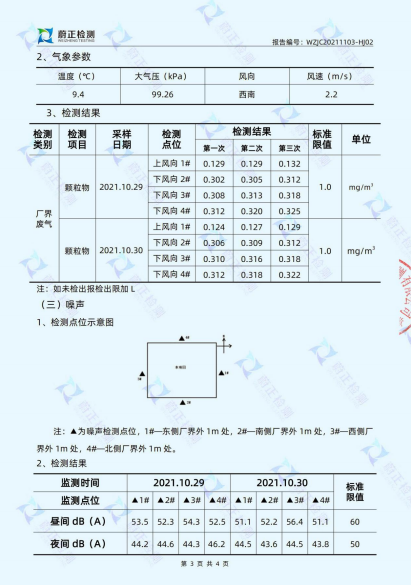 蔚正检测
WEIZHENG TESTING
报告编号：WZJC20211103-HJ02
2、气象参数
温度（℃） 大气压（kPa） 风向 风速（m/s）
9.4 99.26 西南 2.2
3、检测结果
检测类别 检测项目 采样日期 检测点位 检测结果 标准限值 单位
第一次 第二次 第三次
厂界废气 颗粒物 2021.10.29 上风向 1# 0.129 0.129 0.132 1.0 mg/m³
下风向 2# 0.302 0.305 0.312
下风向 3# 0.308 0.313 0.318
下风向 4# 0.312 0.320 0.325
颗粒物 2021.10.30 上风向 1# 0.124 0.127 0.129 1.0 mg/m³
下风向 2# 0.306 0.309 0.312
下风向 3# 0.310 0.316 0.318
下风向 4# 0.312 0.318 0.322
注：如未检出报检出限加 L
（三）噪声
1、检测点位示意图
注：▲为噪声检测点位，1#—东侧厂界外 1m 处，2#—南侧厂界外 1m 处，3#—西侧厂
界外 1m 处，4#—北侧厂界外 1m 处。
2、检测结果
监测时间 2021.10.29 2021.10.30 标准限值
监测点位 ▲1# ▲2# ▲3# ▲4# ▲1# ▲2# ▲3# ▲4#
昼间 dB（A） 53.5 52.3 54.3 52.5 51.1 52.2 56.4 51.1 60
夜间 dB（A） 44.2 44.6 44.3 46.2 44.5 43.6 44.5 43.8 50
第 3 页 共 4 页